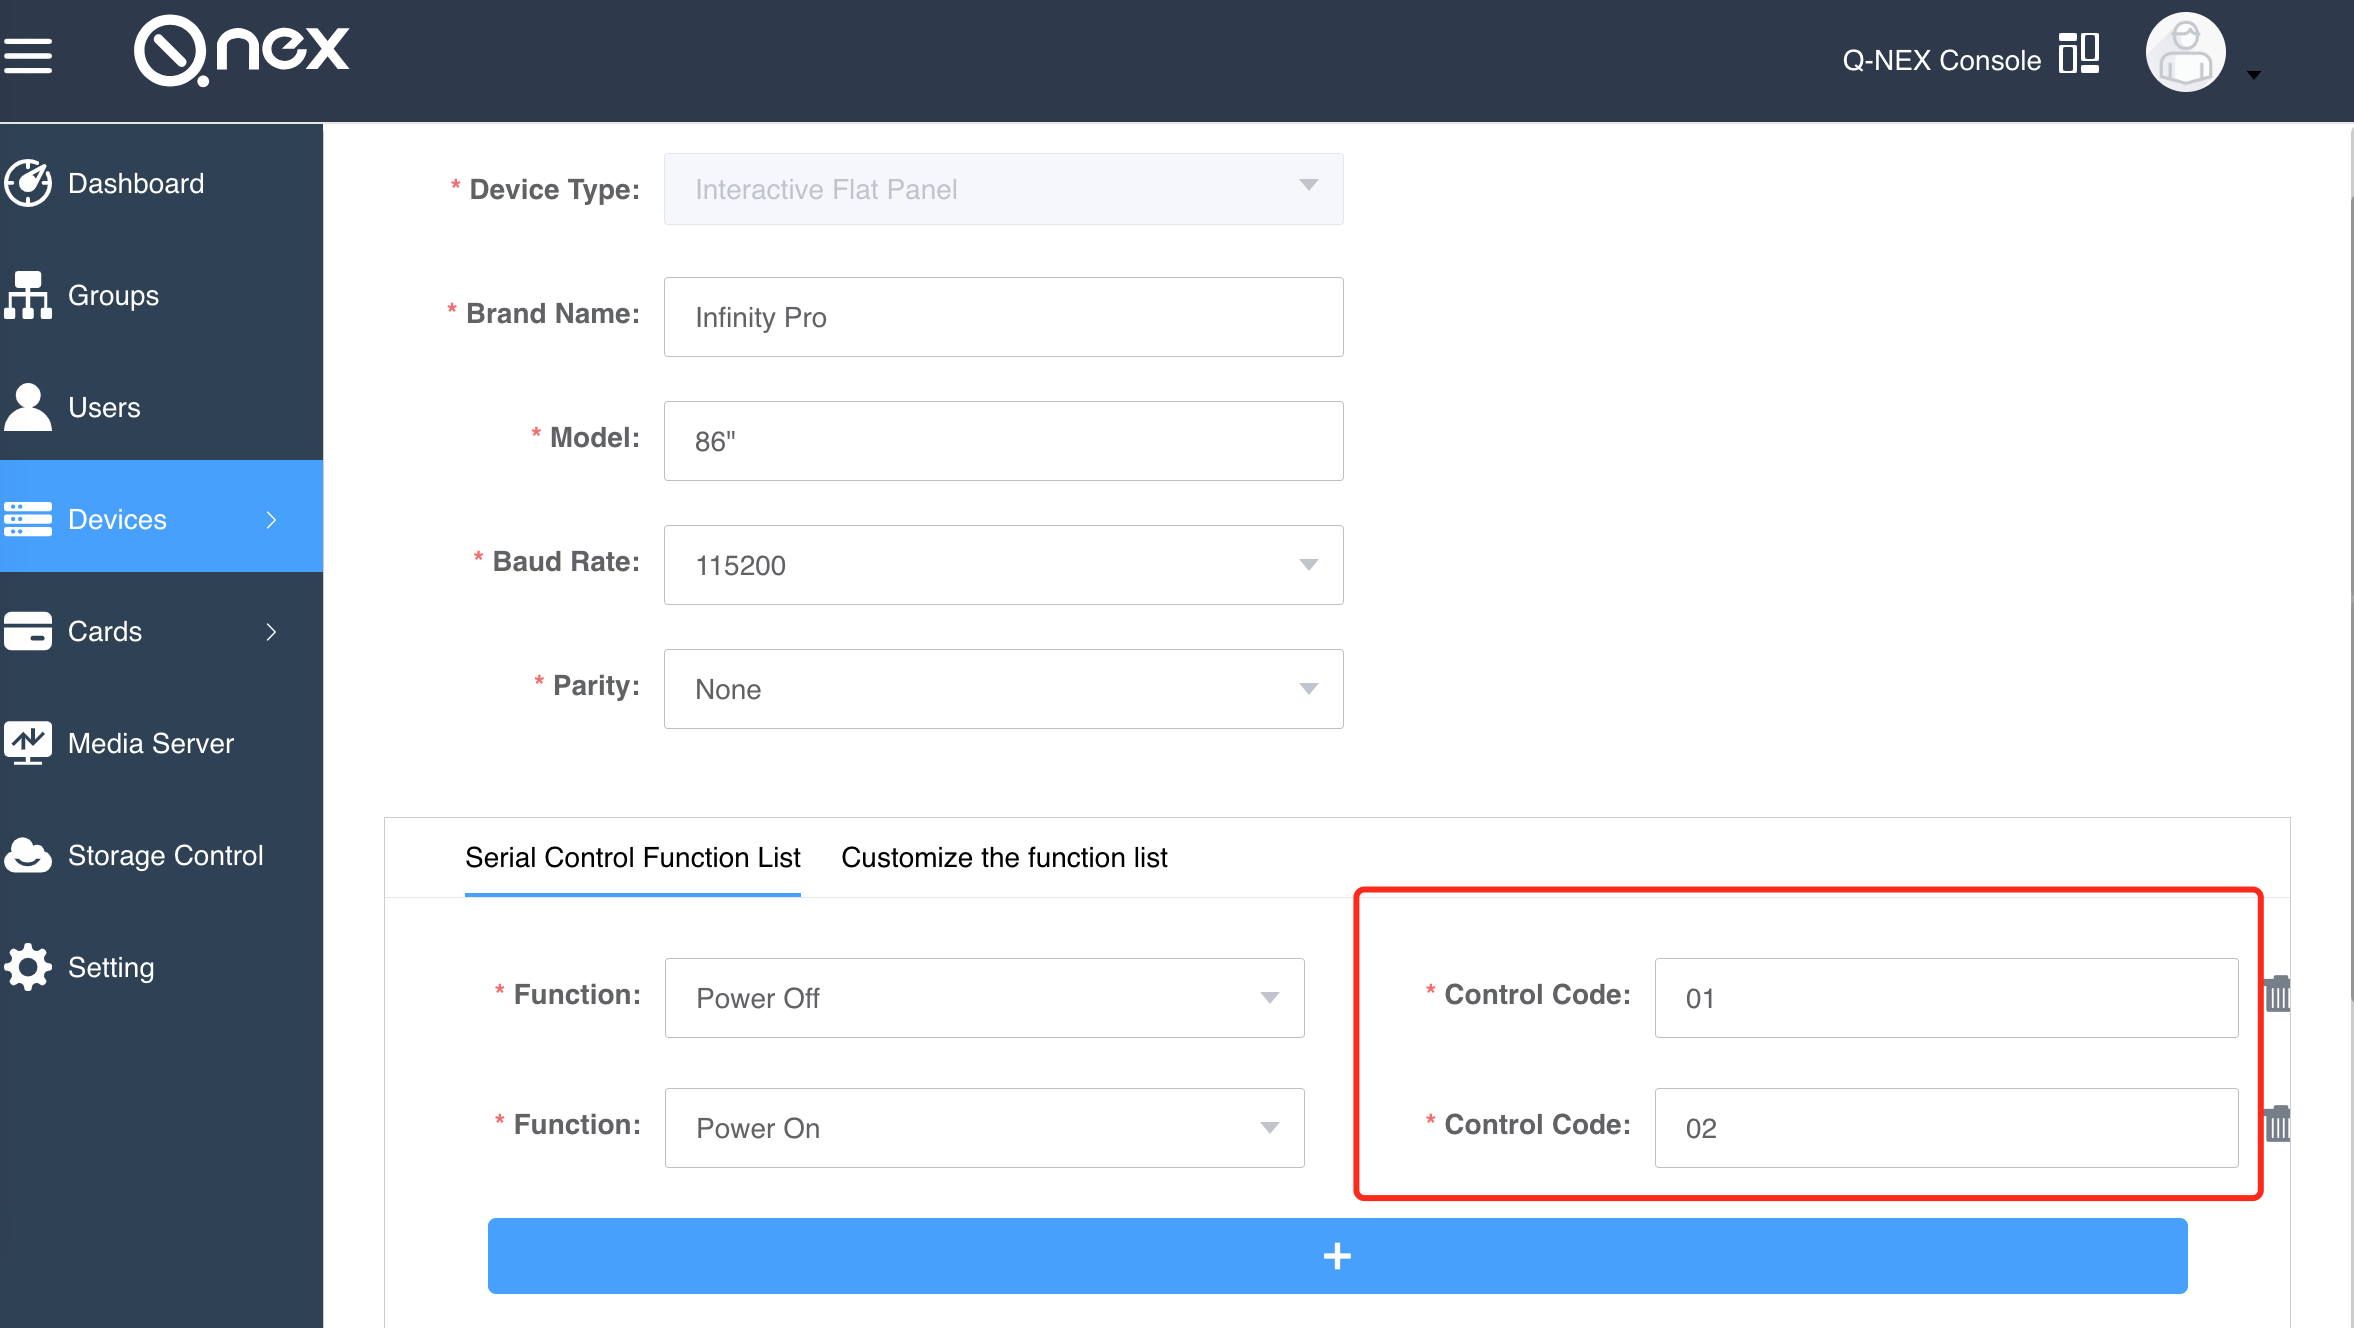 Qnex
Q-NEX Console
Dashboard
Groups
Users
Devices
Cards
Media Server
Storage Control
Setting
* Device Type: Interactive Flat Panel
* Brand Name: Infinity Pro
* Model: 86"
* Baud Rate: 115200
* Parity: None
Serial Control Function List Customize the function list
* Function: Power Off * Control Code: 01
* Function: Power On * Control Code: 02
+